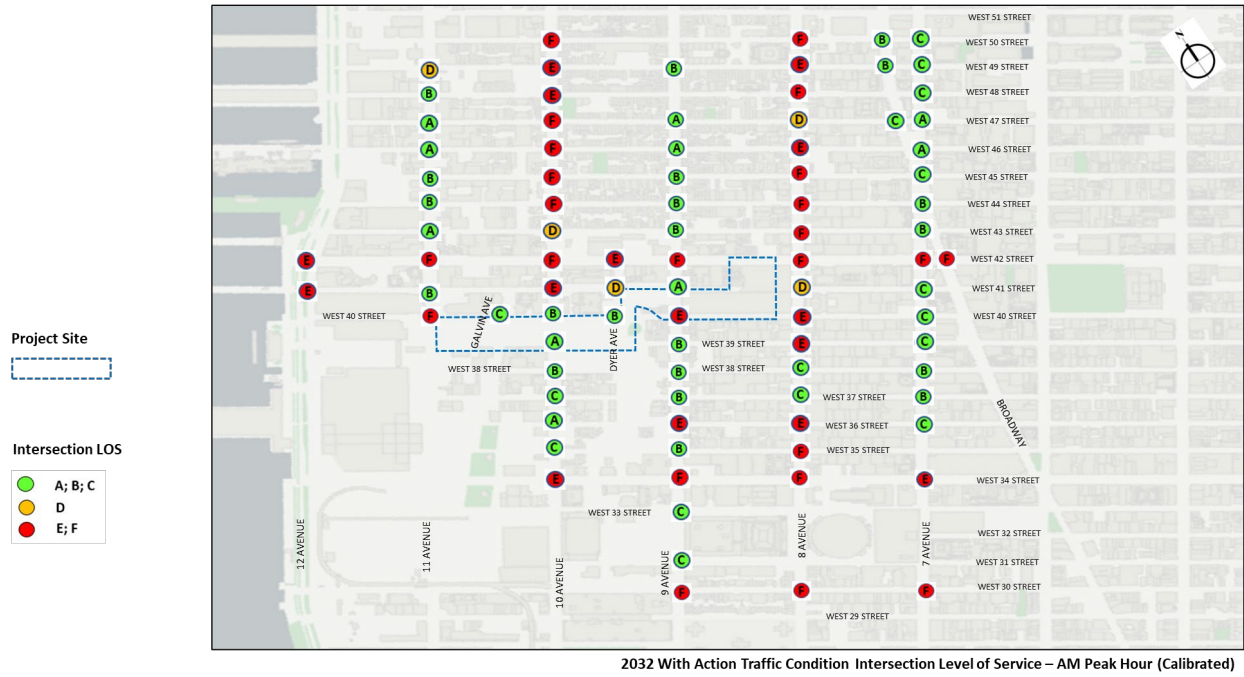 WEST 51 STREET
F F B C WEST 50 STREET
N
D E B E B C WEST 49 STREET
B E F C WEST 48 STREET
A F A D C A WEST 47 STREET
A F A E A WEST 46 STREET
B F B F C WEST 45 STREET
B F B F B WEST 44 STREET
A D B F B WEST 43 STREET
E F F E F F F F WEST 42 STREET
E B E D A D C WEST 41 STREET
WEST 40 STREET F C B B E E C WEST 40 STREET
GALVIN AVE
DYER AVE
A B WEST 39 STREET E C
WEST 38 STREET B B WEST 38 STREET C B
C B C WEST 37 STREET B
A E E WEST 36 STREET C
BROADWAY
C B F WEST 35 STREET
E F F E WEST 34 STREET
WEST 33 STREET C
WEST 32 STREET
C WEST 31 STREET
F F F WEST 30 STREET
WEST 29 STREET
12 AVENUE
11 AVENUE
10 AVENUE
9 AVENUE
8 AVENUE
7 AVENUE
Project Site
Intersection LOS
A; B; C
D
E; F
2032 With Action Traffic Condition Intersection Level of Service – AM Peak Hour (Calibrated)